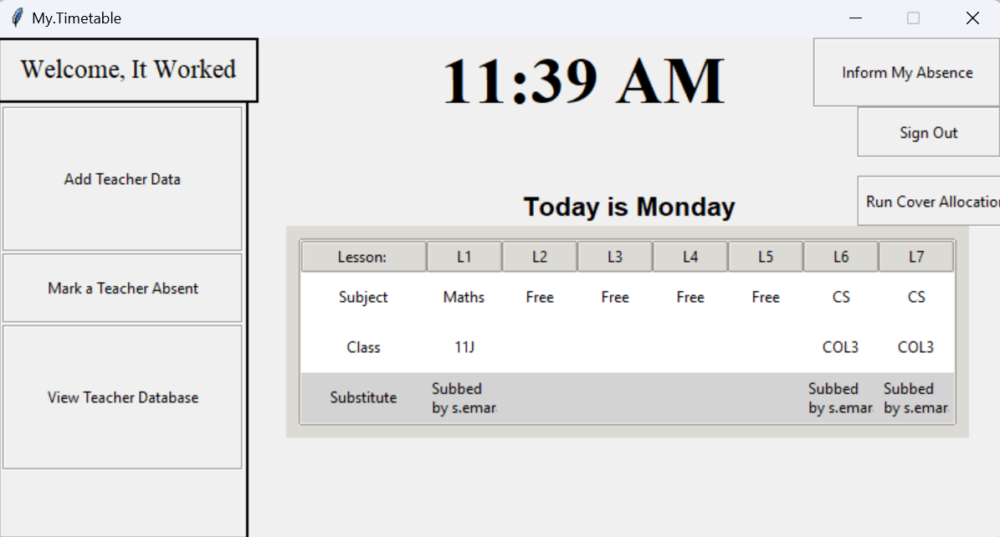 My.Timetable
Welcome, It Worked
11:39 AM
Inform My Absence
Sign Out
Add Teacher Data
Run Cover Allocation
Today is Monday
Lesson: L1 L2 L3 L4 L5 L6 L7
Mark a Teacher Absent
Subject Maths Free Free Free Free CS CS
Class 11J COL3 COL3
View Teacher Database
Substitute Subbed by s.emar Subbed by s.emar Subbed by s.emar